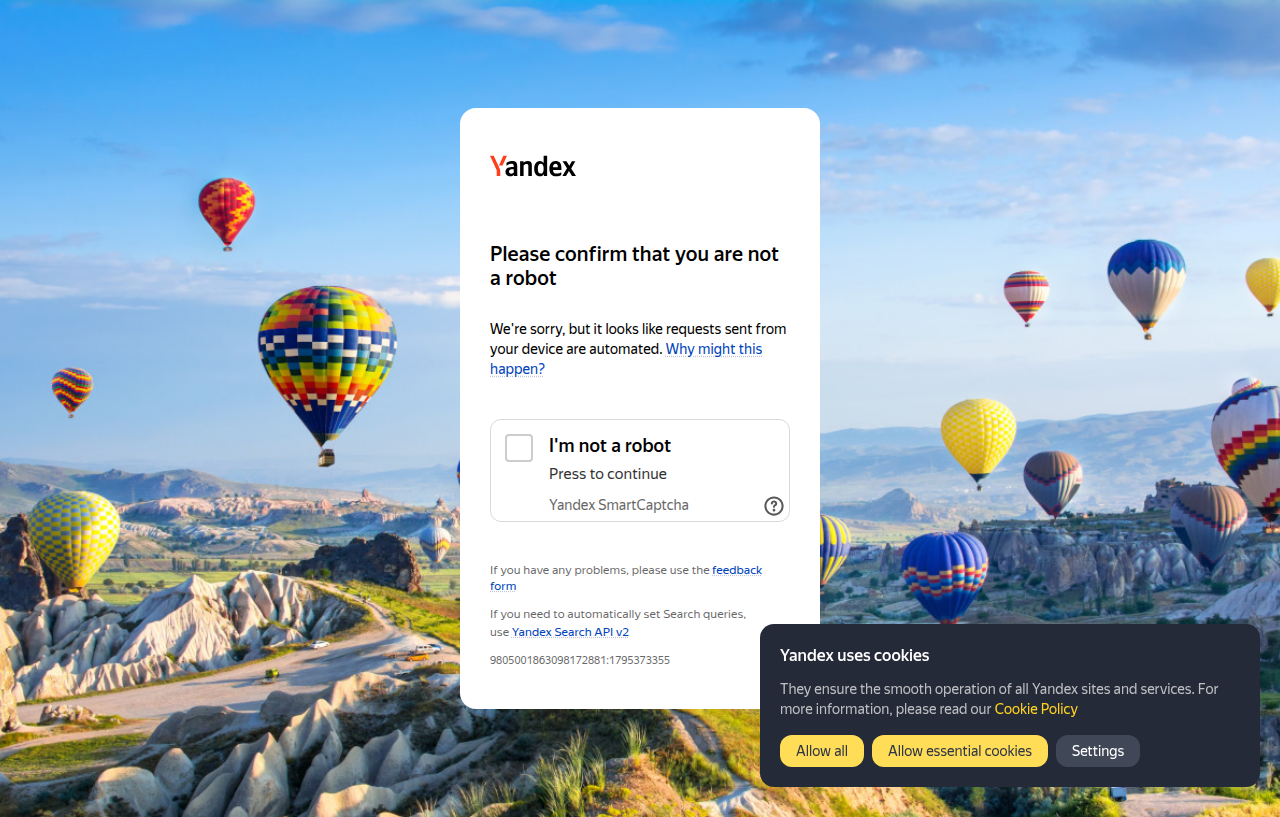 Yandex
Please confirm that you are not
a robot
We're sorry, but it looks like requests sent from
your device are automated. Why might this
happen?
I'm not a robot
Press to continue
Yandex SmartCaptcha
If you have any problems, please use the feedback
form
If you need to automatically set Search queries,
use Yandex Search API v2
9805001863098172881:1795373355
Yandex uses cookies
They ensure the smooth operation of all Yandex sites and services. For
more information, please read our Cookie Policy
Allow all
Allow essential cookies
Settings